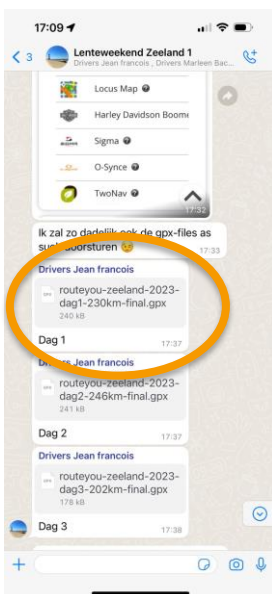 17:09
3
Lenteweekend Zeeland 1
Drivers Jean francois , Drivers Marleen Bac...
Locus Map
Harley Davidson Boome
SIGMA
Sigma
O-Synce
TwoNav
17:32
Ik zal zo dadelijk ook de gpx-files as
such doorsturen 😉
17:33
Drivers Jean francois
routeyou-zeeland-2023-
dag1-230km-final.gpx
240 kB
Dag 1
17:37
Drivers Jean francois
routeyou-zeeland-2023-
dag2-246km-final.gpx
241 kB
Dag 2
17:37
Drivers Jean francois
routeyou-zeeland-2023-
dag3-202km-final.gpx
178 kB
Dag 3
17:38